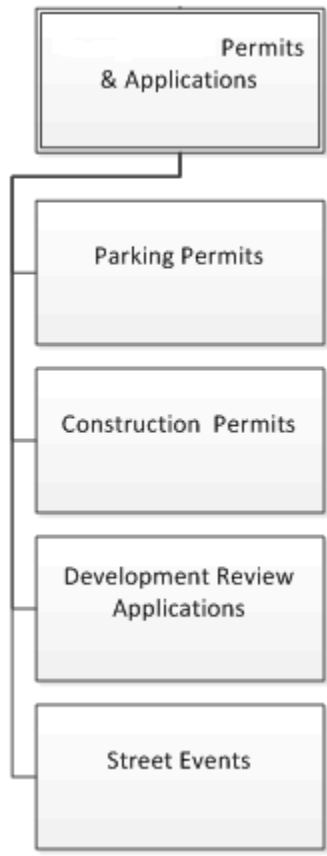 Permits
& Applications
Parking Permits
Construction Permits
Development Review
Applications
Street Events